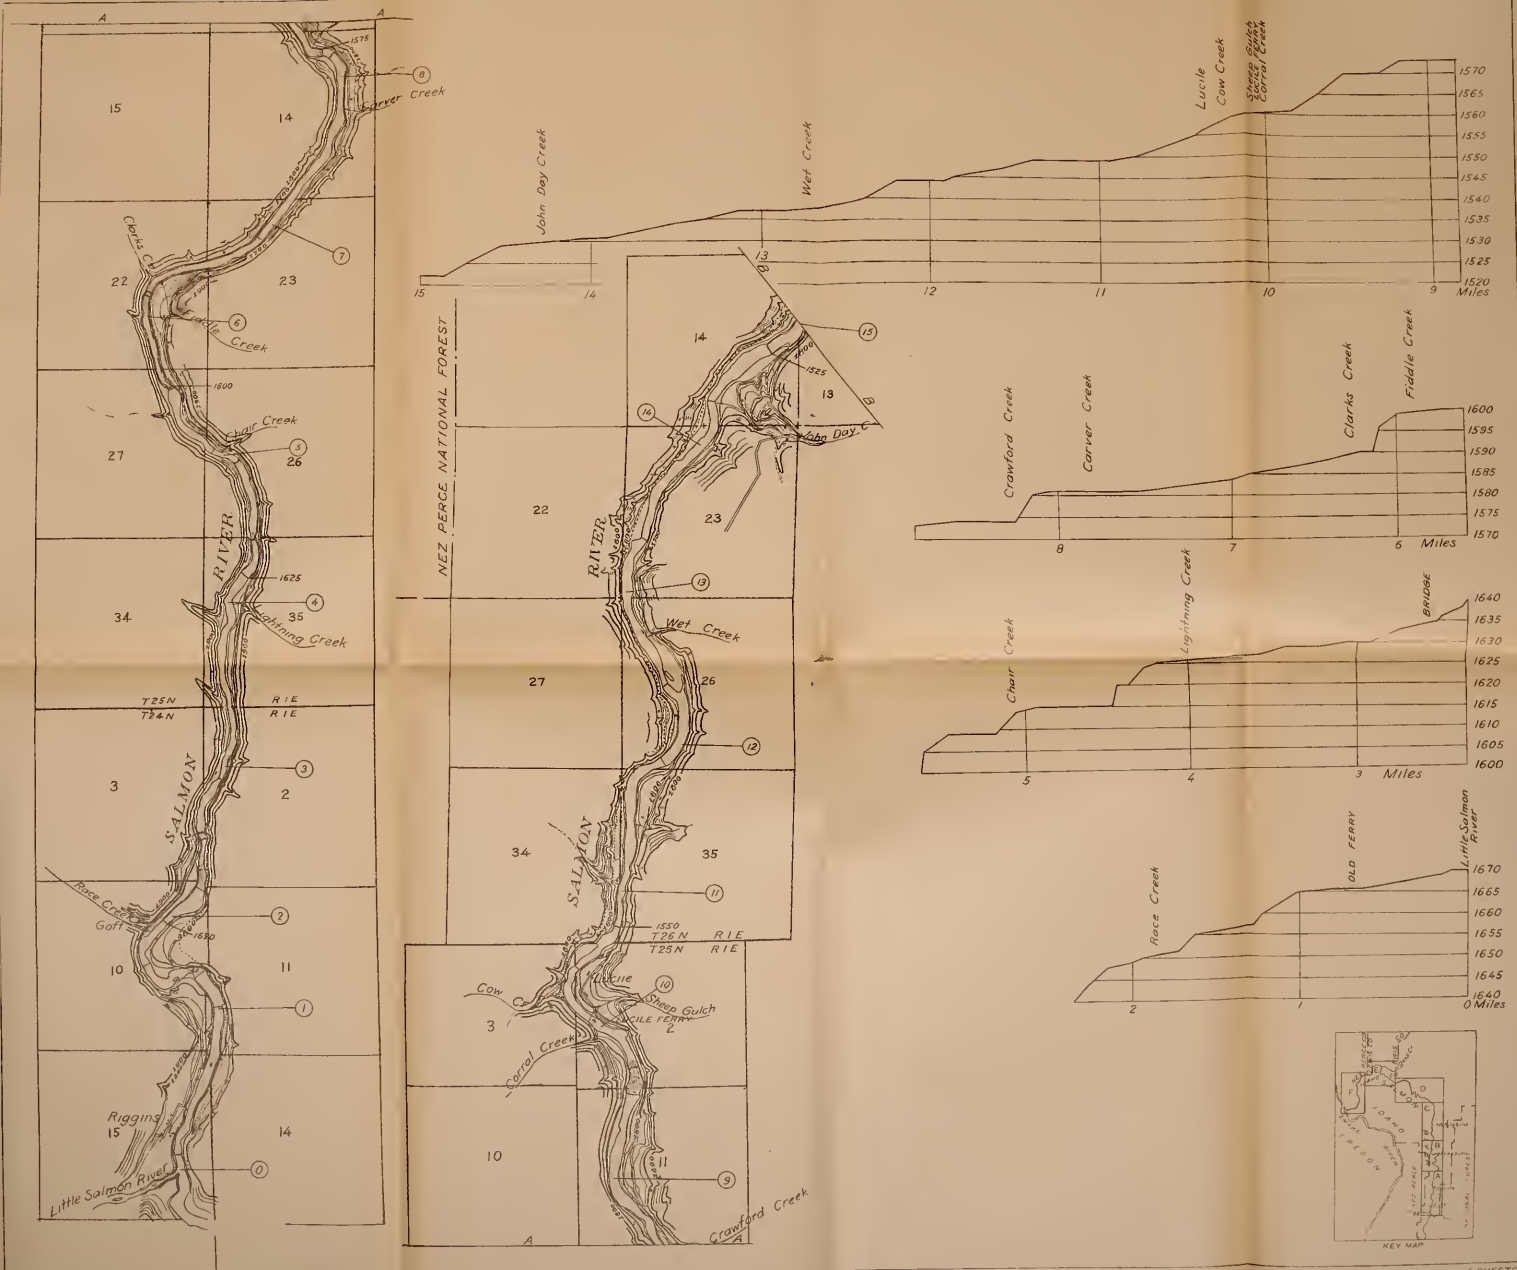 A
A
1575
8
Carver Creek
15
14
7
Clarks Cr
22
23
6
Fiddle Creek
1600
Chair Creek
5
27
26
RIVER
1625
4
34
35
Lightning Creek
T25N R 1 E
T24N R 1 E
3
SALMON
3
2
Race Creek
Goff
2
1650
10
11
1
Riggins
15
14
0
Little Salmon River
NEZ PERCE NATIONAL FOREST
B
14
15
1525
13
B
14
John Day C
22
23
RIVER
13
Wet Creek
27
26
12
34
35
SALMON
11
1550
T26N R 1 E
T25N R 1 E
Lucile
10
Cow Cr
Sheep Gulch
LUCILE FERRY
3
2
Corral Creek
10
11
9
Crawford Creek
A
A
John Day Creek
Wet Creek
Lucile
Cow Creek
Sheep Gulch
LUCILE FERRY
Corral Creek
1570
1565
1560
1555
1550
1545
1540
1535
1530
1525
1520
15
14
13
12
11
10
9
Miles
Crawford Creek
Carver Creek
Clarks Creek
Fiddle Creek
1600
1595
1590
1585
1580
1575
1570
8
7
6
Miles
Chair Creek
Lightning Creek
BRIDGE
1640
1635
1630
1625
1620
1615
1610
1605
1600
5
4
3
Miles
Race Creek
OLD FERRY
Little Salmon River
1670
1665
1660
1655
1650
1645
1640
2
1
0 Miles
IDAHO
OREGON
RIVER
KEY MAP